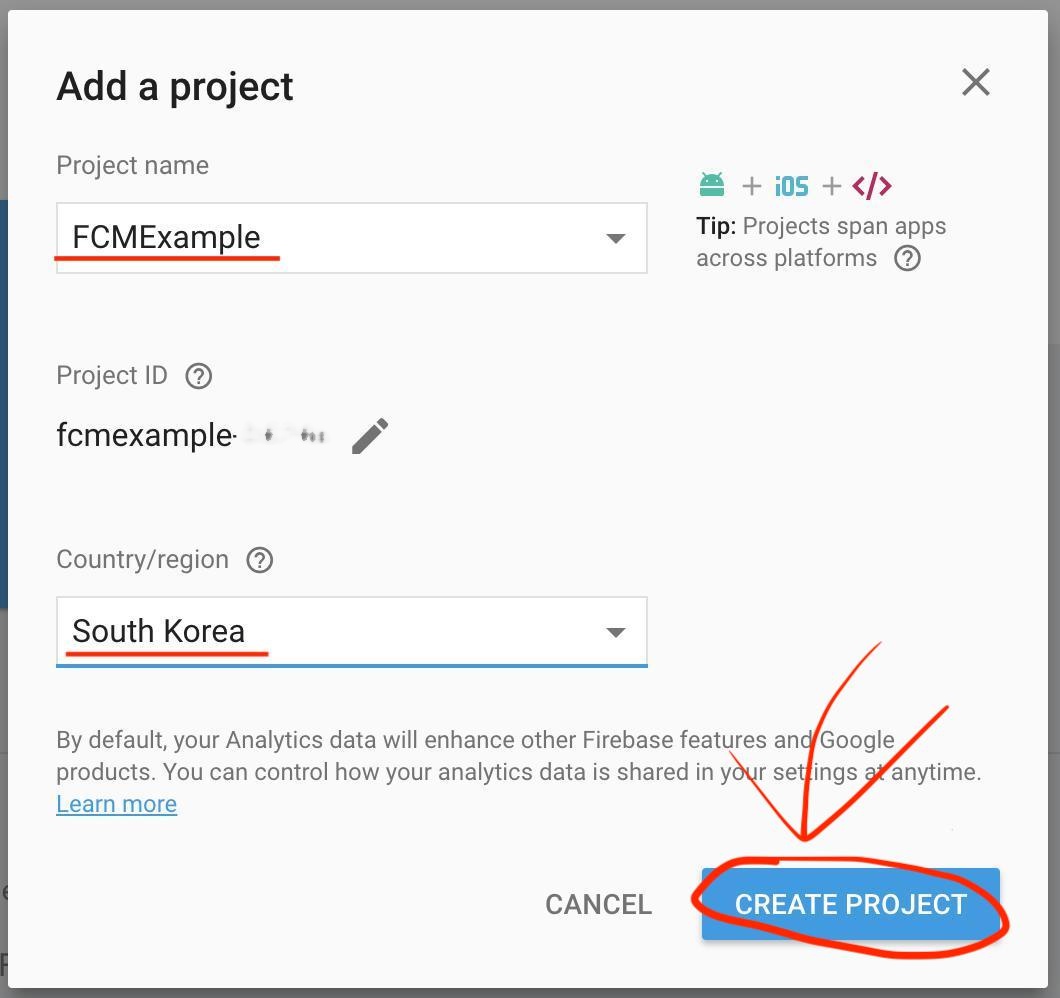 Add a project
Project name
FCMExample
+ iOS + </>
Tip: Projects span apps
across platforms ?
Project ID ?
fcmexample-
Country/region ?
South Korea
By default, your Analytics data will enhance other Firebase features and Google
products. You can control how your analytics data is shared in your settings at anytime.
Learn more
CANCEL
CREATE PROJECT